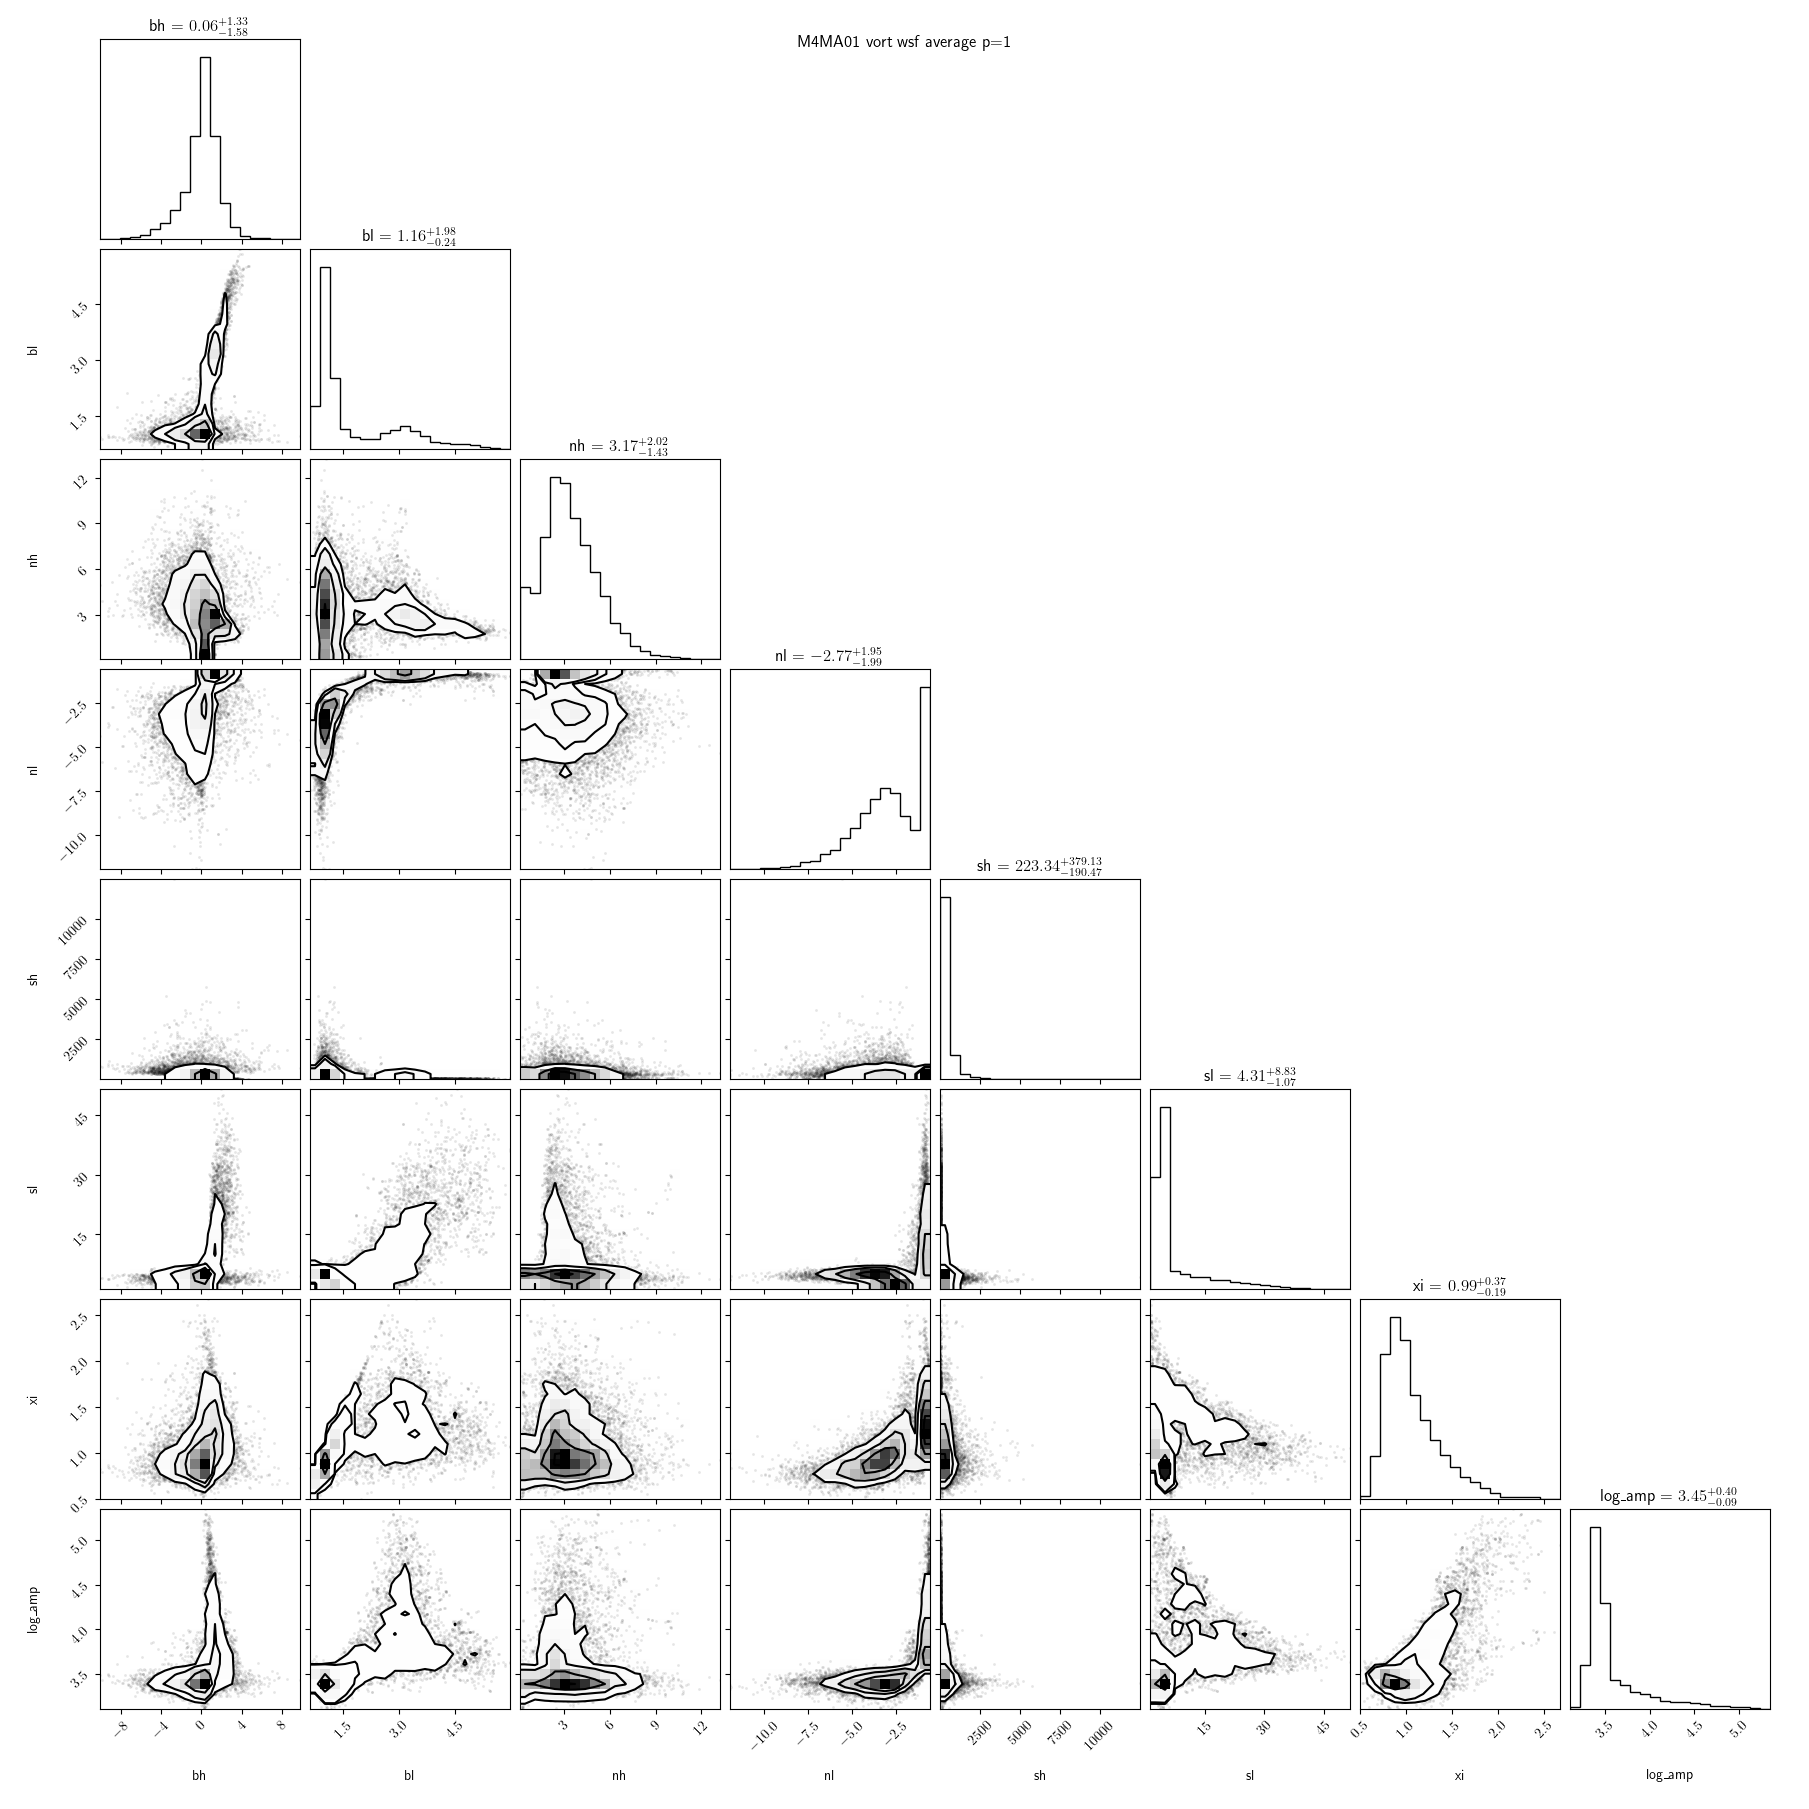 M4MA01 vort wsf average p=1
bh = 0.06+1.33−1.58
bl = 1.16+1.98−0.24
bl
4.5
3.0
1.5
nh = 3.17+2.02−1.43
nh
12
9
6
3
nl = −2.77+1.95−1.99
nl
−2.5
−5.0
−7.5
−10.0
sh = 223.34+379.13−190.47
sh
10000
7500
5000
2500
sl = 4.31+8.83−1.07
sl
45
30
15
xi = 0.99+0.37−0.19
xi
2.5
2.0
1.5
1.0
0.5
log_amp = 3.45+0.40−0.09
log_amp
5.0
4.5
4.0
3.5
−8 −4 0 4 8 1.5 3.0 4.5 3 6 9 12 −10.0 −7.5 −5.0 −2.5 2500 5000 7500 10000 15 30 45 0.5 1.0 1.5 2.0 2.5 3.5 4.0 4.5 5.0
bh bl nh nl sh sl xi log_amp